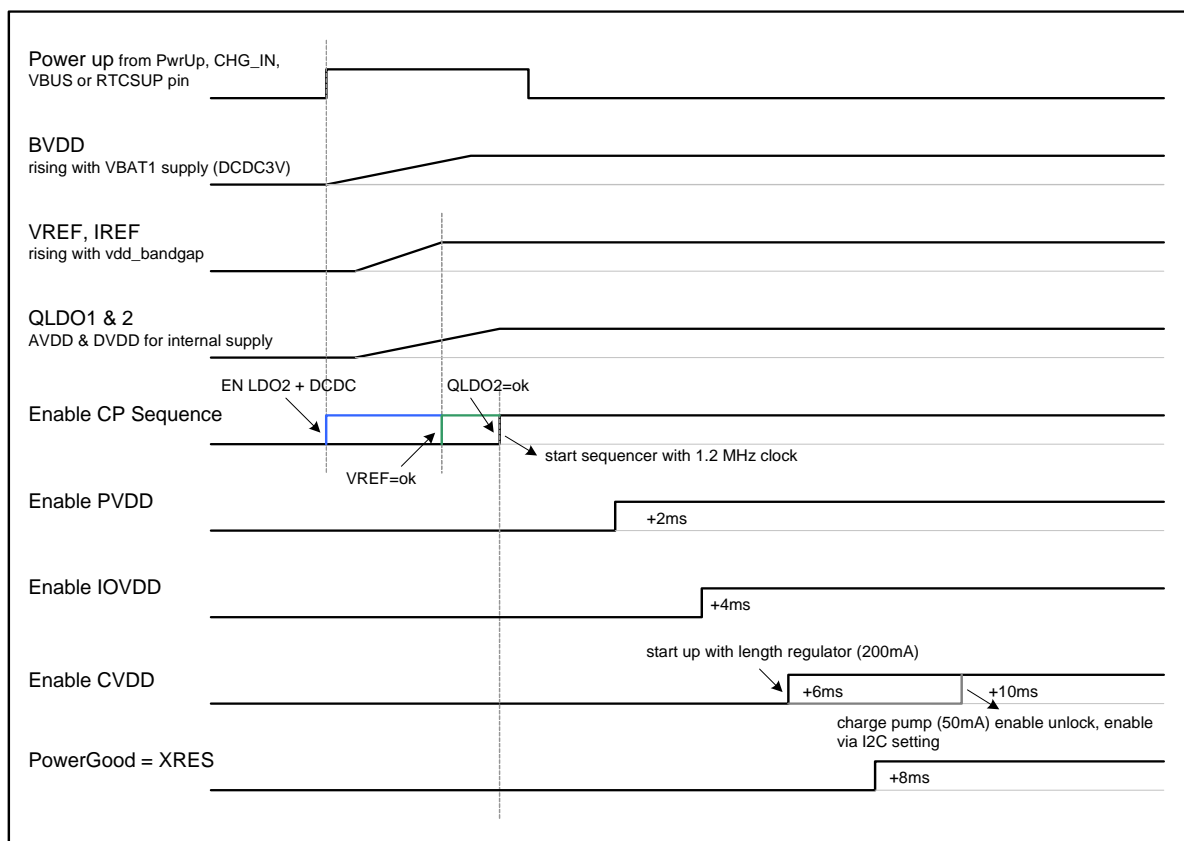 Power up from PwrUp, CHG_IN,
VBUS or RTCSUP pin
BVDD
rising with VBAT1 supply (DCDC3V)
VREF, IREF
rising with vdd_bandgap
QLDO1 & 2
AVDD & DVDD for internal supply
EN LDO2 + DCDC
QLDO2=ok
Enable CP Sequence
start sequencer with 1.2 MHz clock
VREF=ok
Enable PVDD
+2ms
Enable IOVDD
+4ms
start up with length regulator (200mA)
Enable CVDD
+6ms
+10ms
charge pump (50mA) enable unlock, enable
via I2C setting
PowerGood = XRES
+8ms